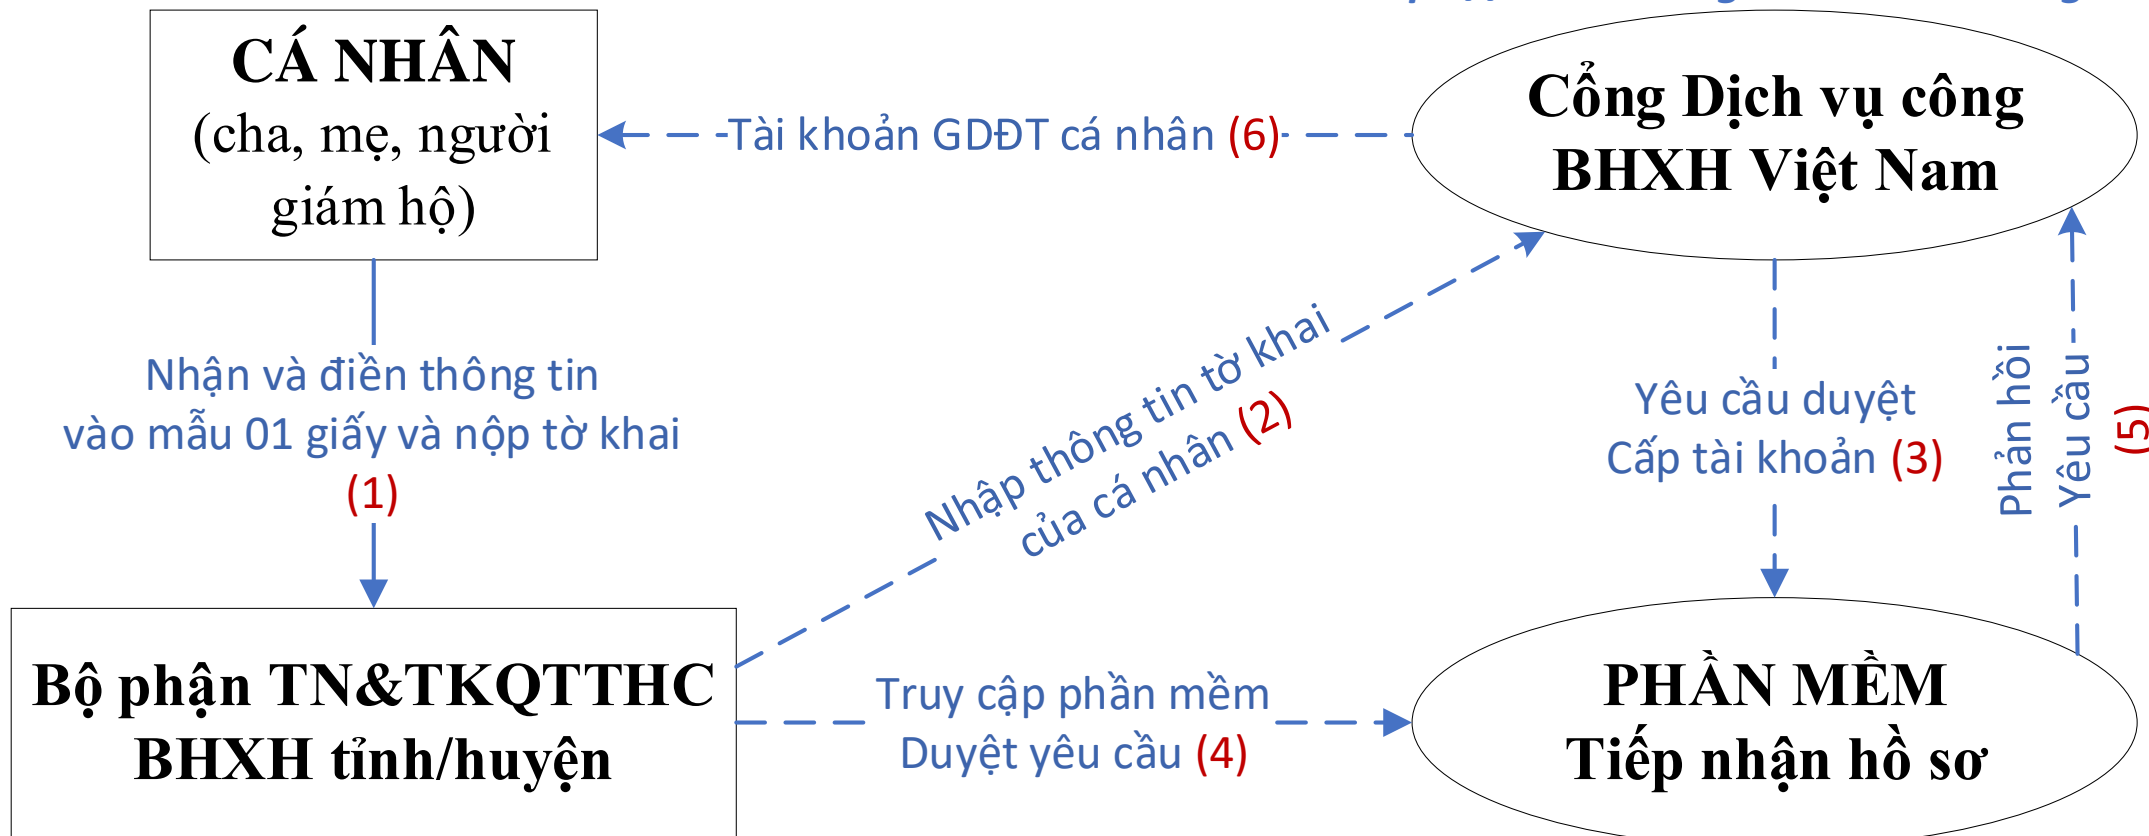 CÁ NHÂN
(cha, mẹ, người
giám hộ)
Tài khoản GDĐT cá nhân (6)
Cổng Dịch vụ công
BHXH Việt Nam
Nhận và điền thông tin
vào mẫu 01 giấy và nộp tờ khai
(1)
Nhập thông tin tờ khai
của cá nhân (2)
Yêu cầu duyệt
Cấp tài khoản (3)
Phản hồi
Yêu cầu
(5)
Bộ phận TN&TKQTTHC
BHXH tỉnh/huyện
Truy cập phần mềm
Duyệt yêu cầu (4)
PHẦN MỀM
Tiếp nhận hồ sơ